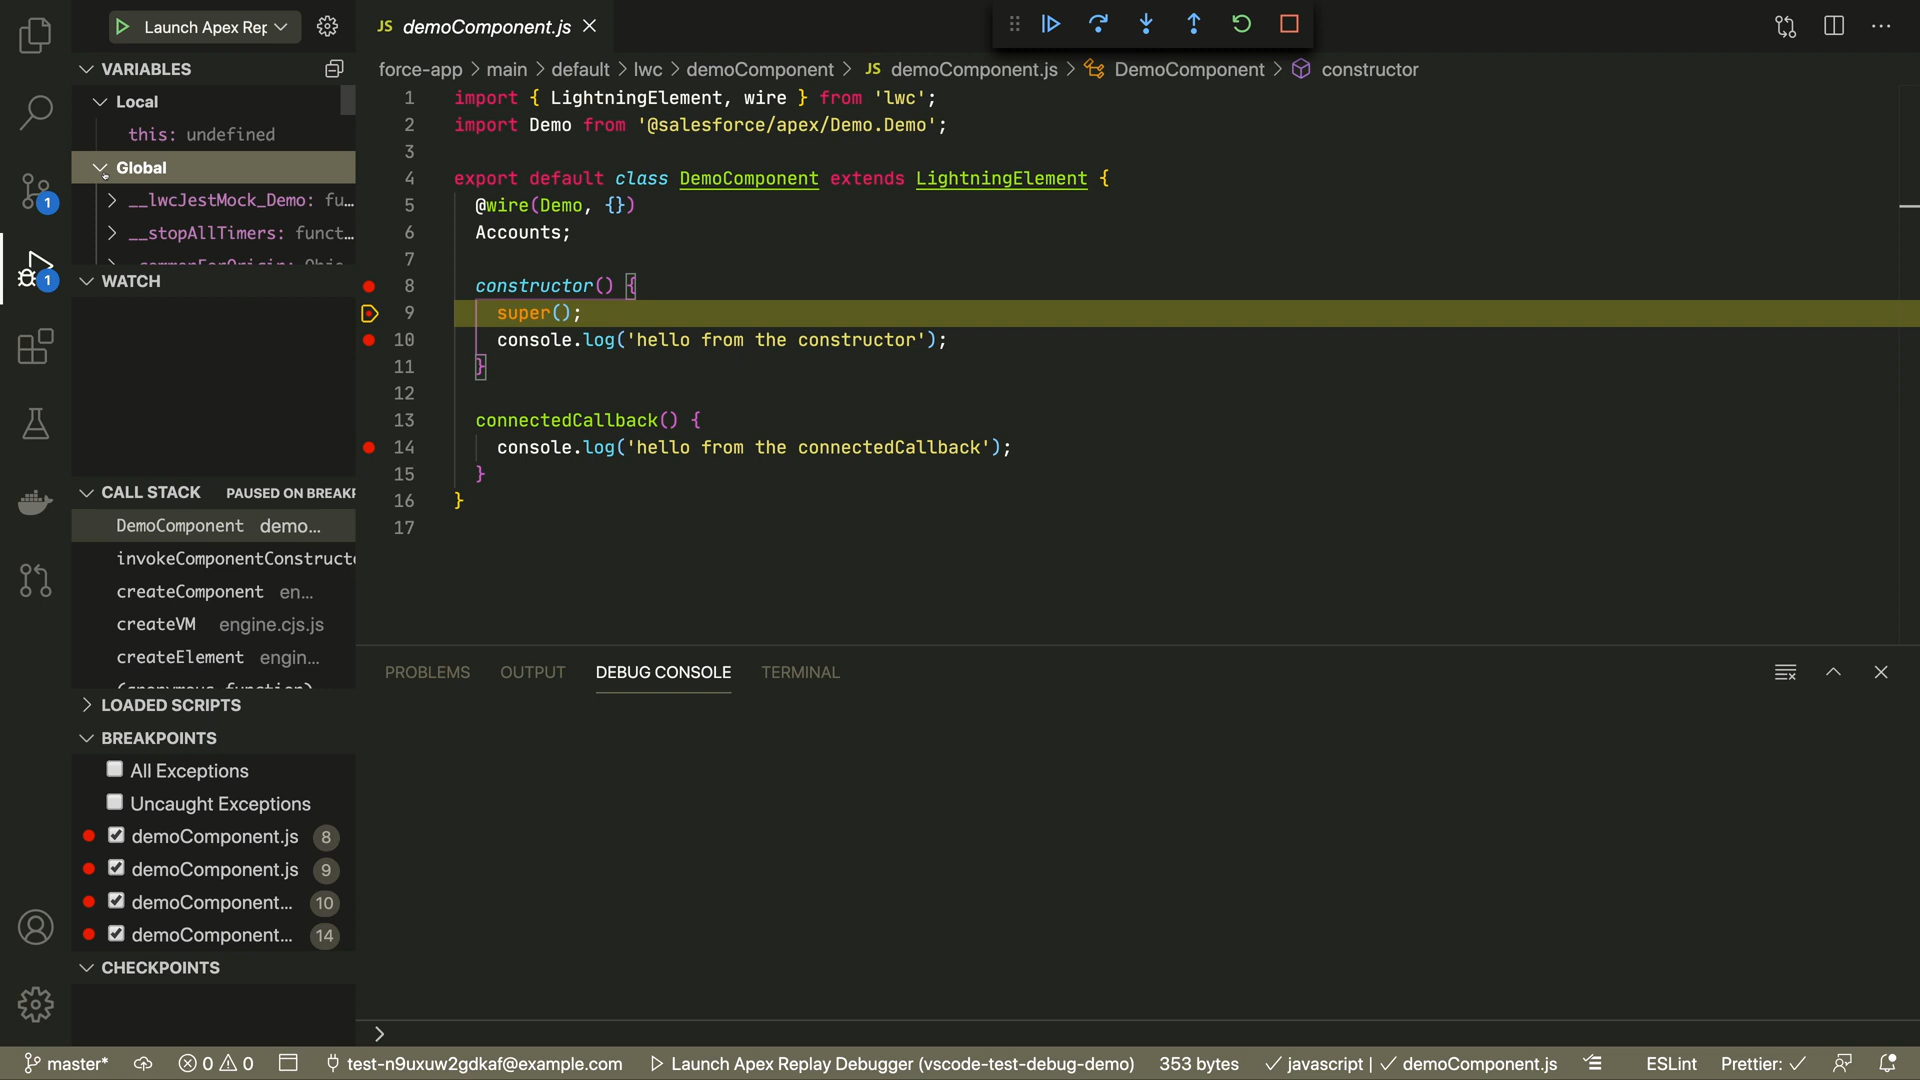 Launch Apex Rep
JS demoComponent.js
VARIABLES
Local
this: undefined
Global
__lwcJestMock_Demo: fu...
__stopAllTimers: funct...
WATCH
CALL STACK PAUSED ON BREAKP
DemoComponent demo...
invokeComponentConstructo
createComponent en...
createVM engine.cjs.js
createElement engin...
(anonymous function)
LOADED SCRIPTS
BREAKPOINTS
All Exceptions
Uncaught Exceptions
demoComponent.js 8
demoComponent.js 9
demoComponent... 10
demoComponent... 14
CHECKPOINTS
1
1
force-app > main > default > lwc > demoComponent > JS demoComponent.js > DemoComponent > constructor
1 import { LightningElement, wire } from 'lwc';
2 import Demo from '@salesforce/apex/Demo.Demo';
3
4 export default class DemoComponent extends LightningElement {
5 @wire(Demo, {})
6 Accounts;
7
8 constructor() {
9 super();
10 console.log('hello from the constructor');
11 }
12
13 connectedCallback() {
14 console.log('hello from the connectedCallback');
15 }
16 }
17
PROBLEMS OUTPUT DEBUG CONSOLE TERMINAL
>
master* 0 0 test-n9uxuw2gdkaf@example.com Launch Apex Replay Debugger (vscode-test-debug-demo) 353 bytes ✓ javascript | ✓ demoComponent.js ESLint Prettier: ✓